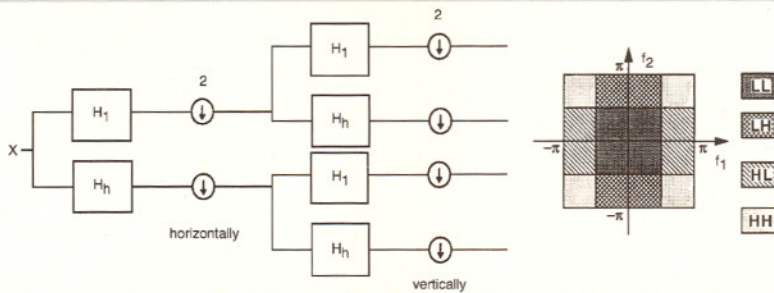 2
H₁
Hₕ
2
H₁
Hₕ
X
H₁
Hₕ
horizontally
vertically
π
f₂
−π
π
f₁
−π
LL
LH
HL
HH